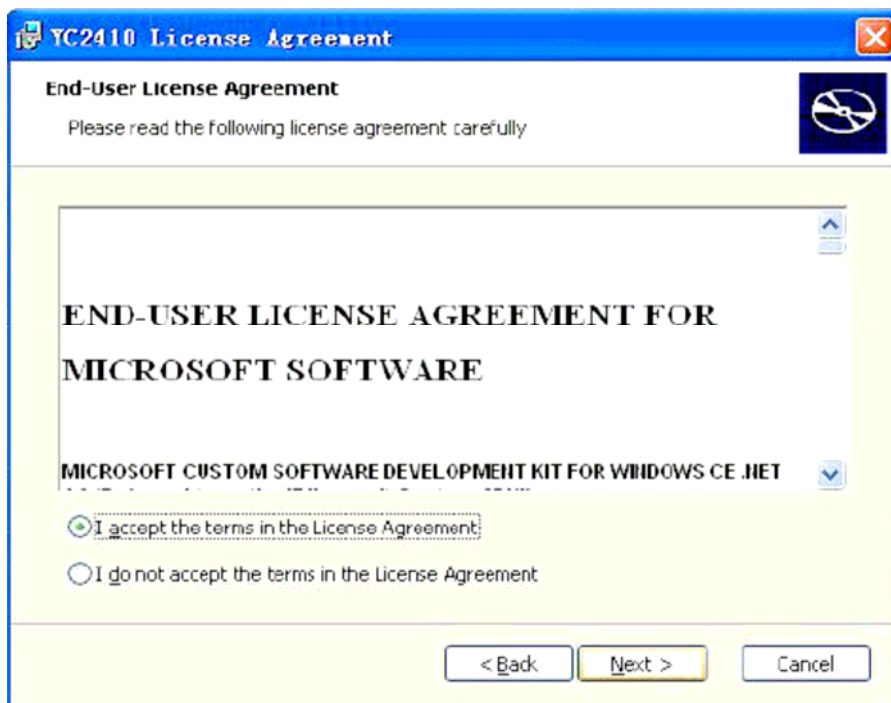 YC2410 License Agreement
End-User License Agreement
Please read the following license agreement carefully
END-USER LICENSE AGREEMENT FOR
MICROSOFT SOFTWARE
MICROSOFT CUSTOM SOFTWARE DEVELOPMENT KIT FOR WINDOWS CE .NET
I accept the terms in the License Agreement
I do not accept the terms in the License Agreement
< Back
Next >
Cancel